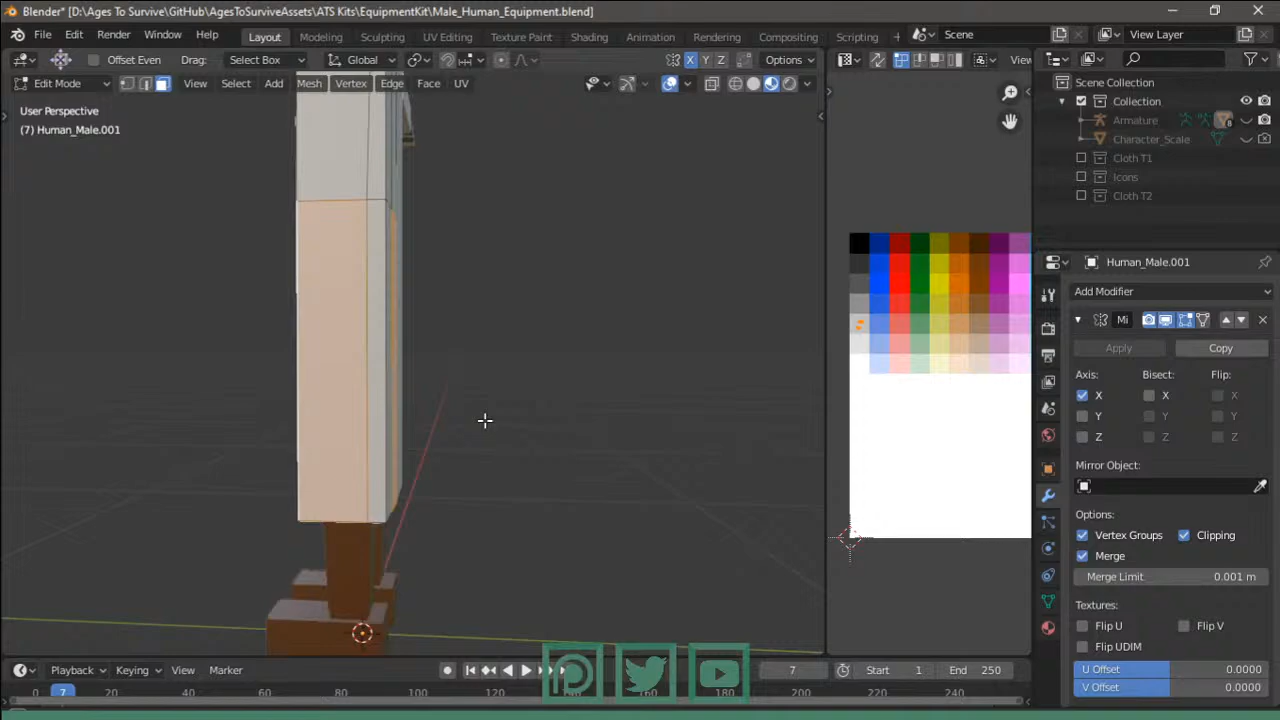 Blender* [D:\Ages To Survive\GitHub\AgesToSurviveAssets\ATS Kits\EquipmentKit\Male_Human_Equipment.blend]
File Edit Render Window Help Layout Modeling Sculpting UV Editing Texture Paint Shading Animation Rendering Compositing Scripting + Scene View Layer
Offset Even Drag: Select Box Global X Y Z Options
Edit Mode View Select Add Mesh Vertex Edge Face UV
View
User Perspective
(7) Human_Male.001
Scene Collection
Collection
Armature 8
Character_Scale
Cloth T1
Icons
Cloth T2
Human_Male.001
Add Modifier
Mi
Apply Copy
Axis: Bisect: Flip:
X X X
Y Y Y
Z Z Z
Mirror Object:
Options:
Vertex Groups Clipping
Merge
Merge Limit 0.001 m
Textures:
Flip U Flip V
Flip UDIM
U Offset 0.0000
V Offset 0.0000
Playback Keying View Marker 7 Start 1 End 250
0 7 20 40 60 80 100 120 140 160 180 200 220 240